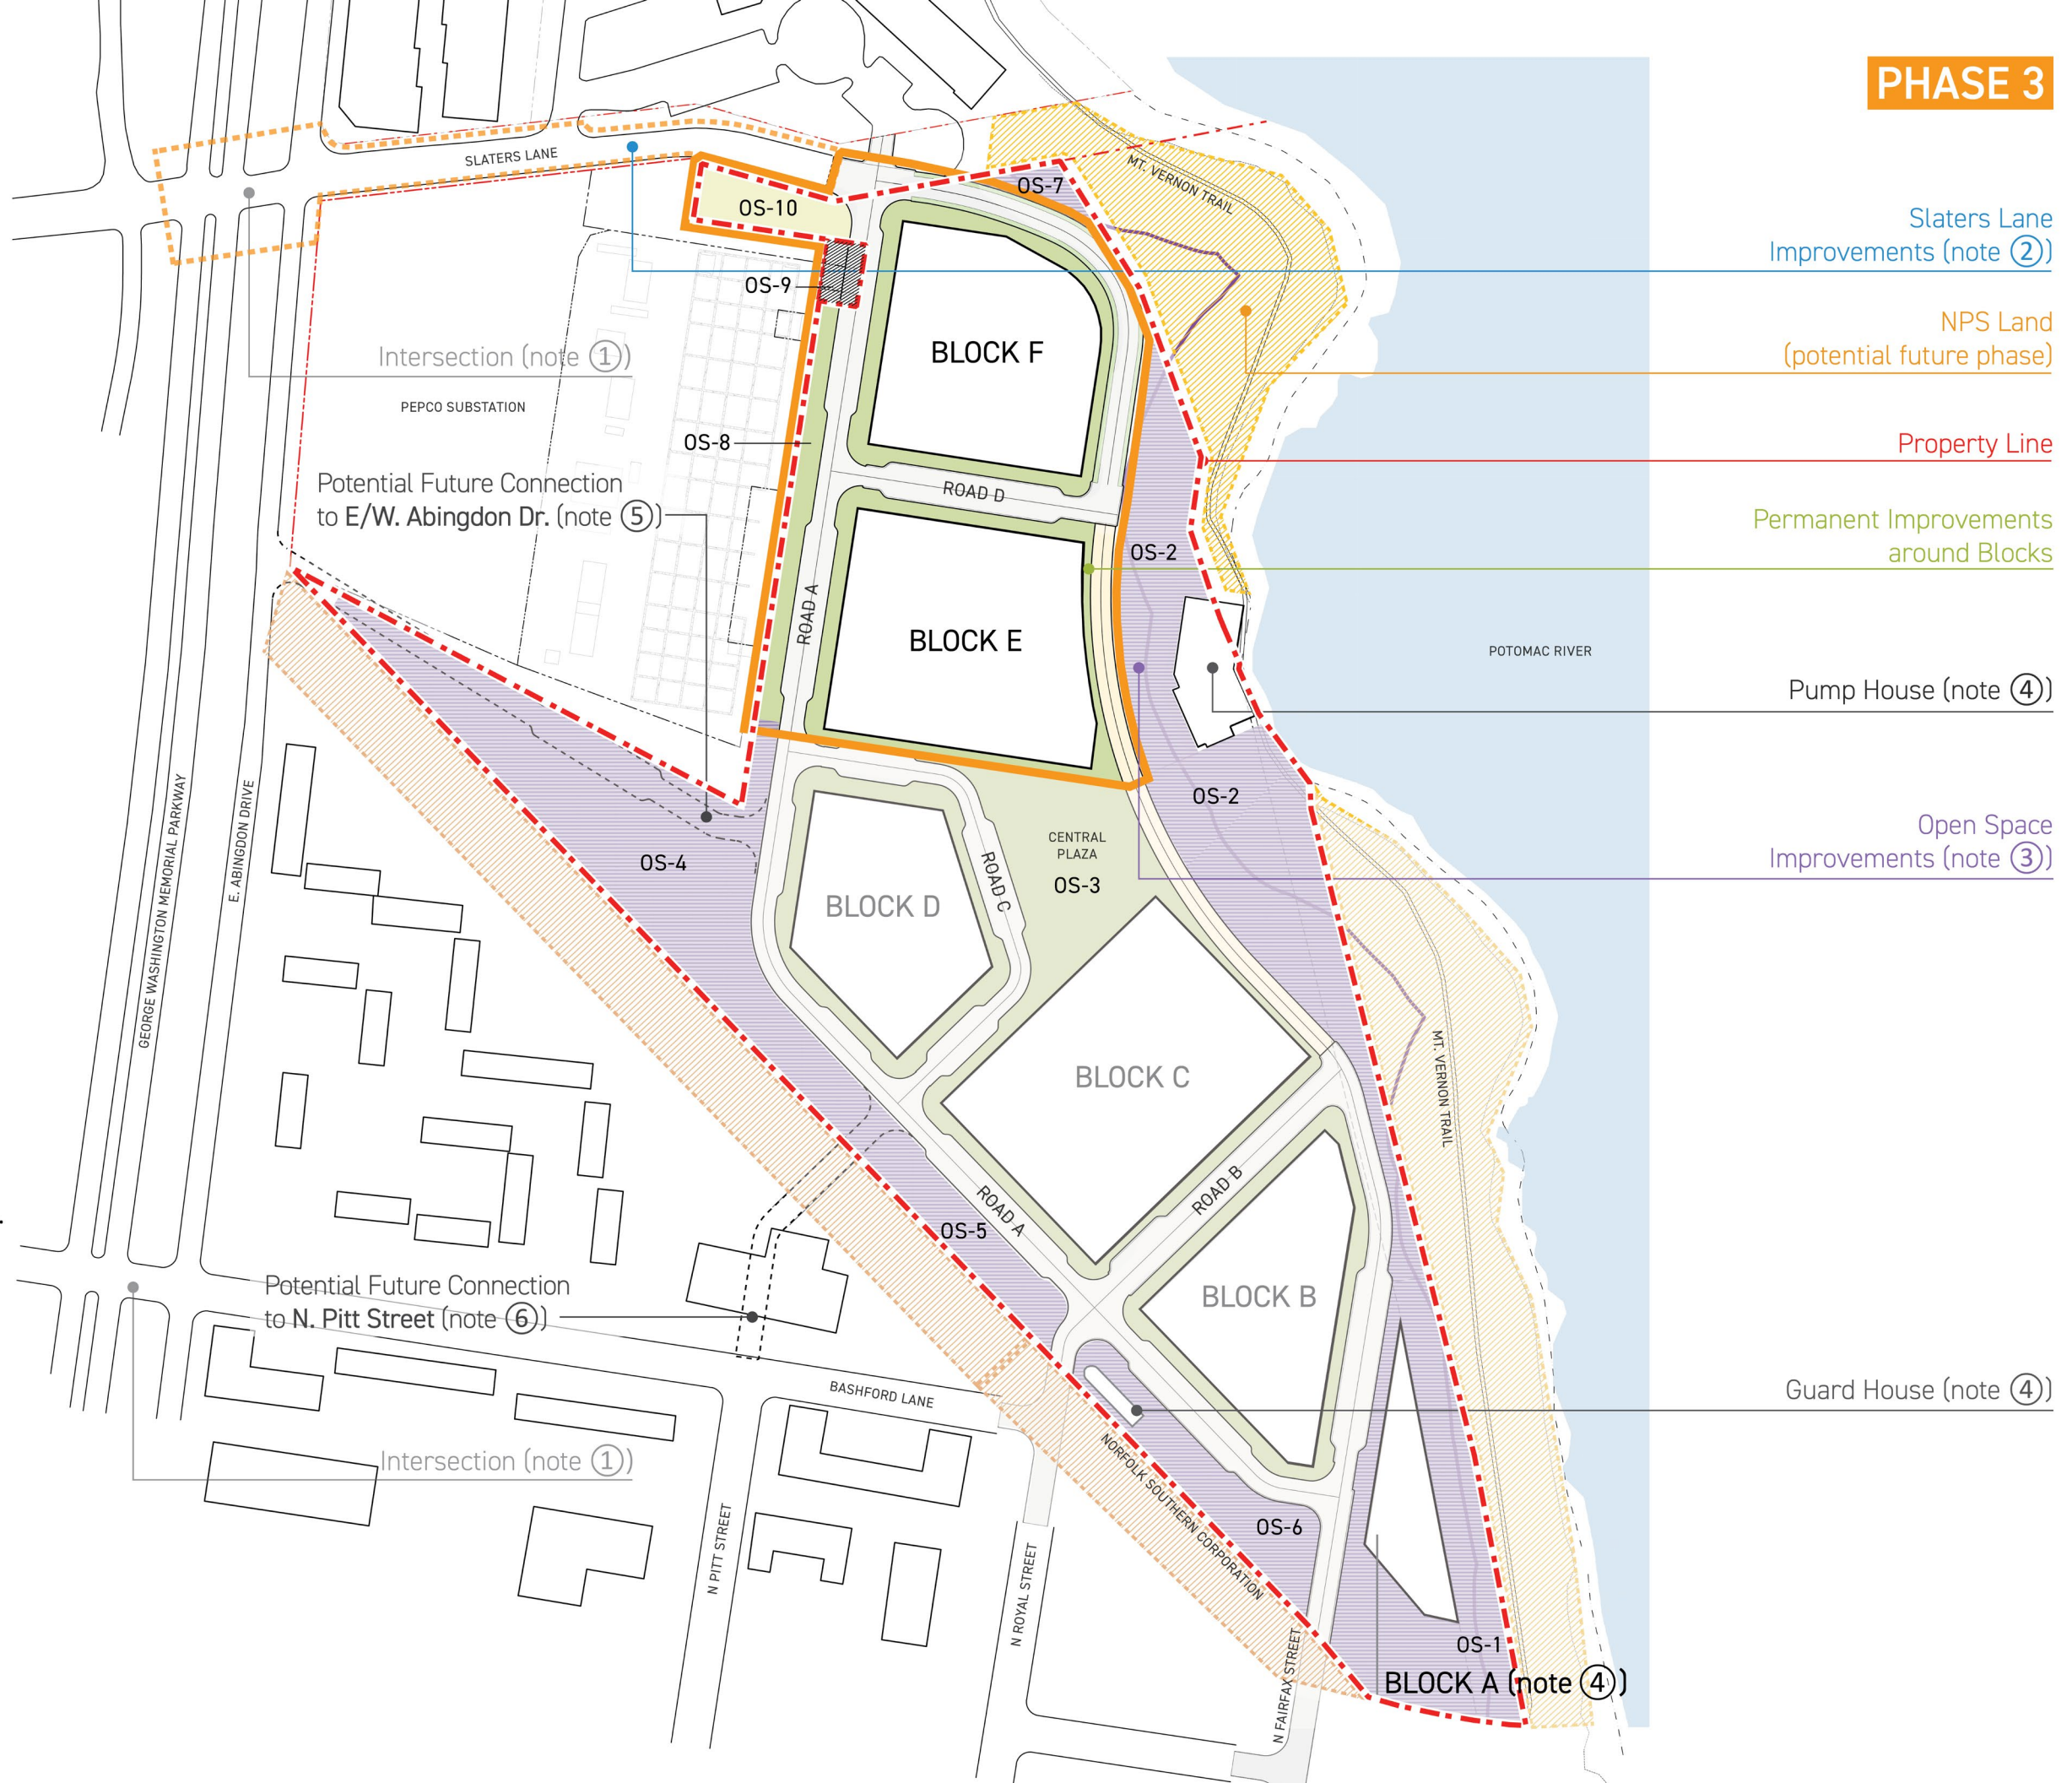 PHASE 3
SLATERS LANE
MT. VERNON TRAIL
OS-7
OS-10
Slaters Lane
Improvements (note ②)
OS-9
NPS Land
(potential future phase)
Intersection (note ①)
BLOCK F
PEPCO SUBSTATION
OS-8
Property Line
Potential Future Connection
to E/W. Abingdon Dr. (note ⑤)
ROAD D
Permanent Improvements
around Blocks
OS-2
ROAD A
BLOCK E
POTOMAC RIVER
Pump House (note ④)
OS-2
GEORGE WASHINGTON MEMORIAL PARKWAY
E. ABINGDON DRIVE
OS-4
CENTRAL
PLAZA
OS-3
ROAD C
BLOCK D
Open Space
Improvements (note ③)
BLOCK C
MT. VERNON TRAIL
ROAD A
ROAD B
OS-5
Potential Future Connection
to N. Pitt Street (note ⑥)
BLOCK B
BASHFORD LANE
Guard House (note ④)
Intersection (note ①)
NORFOLK SOUTHERN CORPORATION
N PITT STREET
OS-6
N ROYAL STREET
OS-1
N FAIRFAX STREET
BLOCK A (note ④)